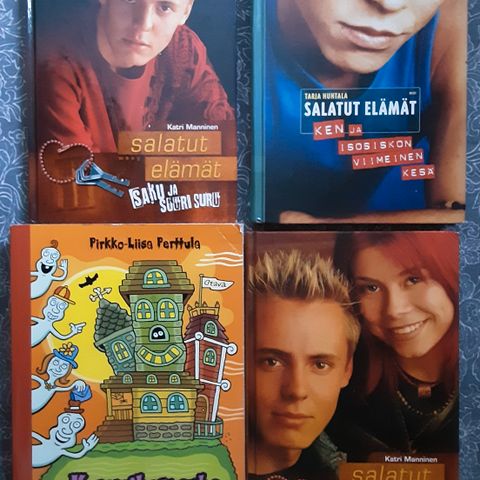 Katri Manninen
salatut
elämät
SAKU JA
SUURI SURU
TARJA HUHTALA
SALATUT ELÄMÄT
KEN JA
ISOSISKON
VIIMEINEN
KESÄ
Pirkko-Liisa Perttula
Otava
Katri Manninen
salatut